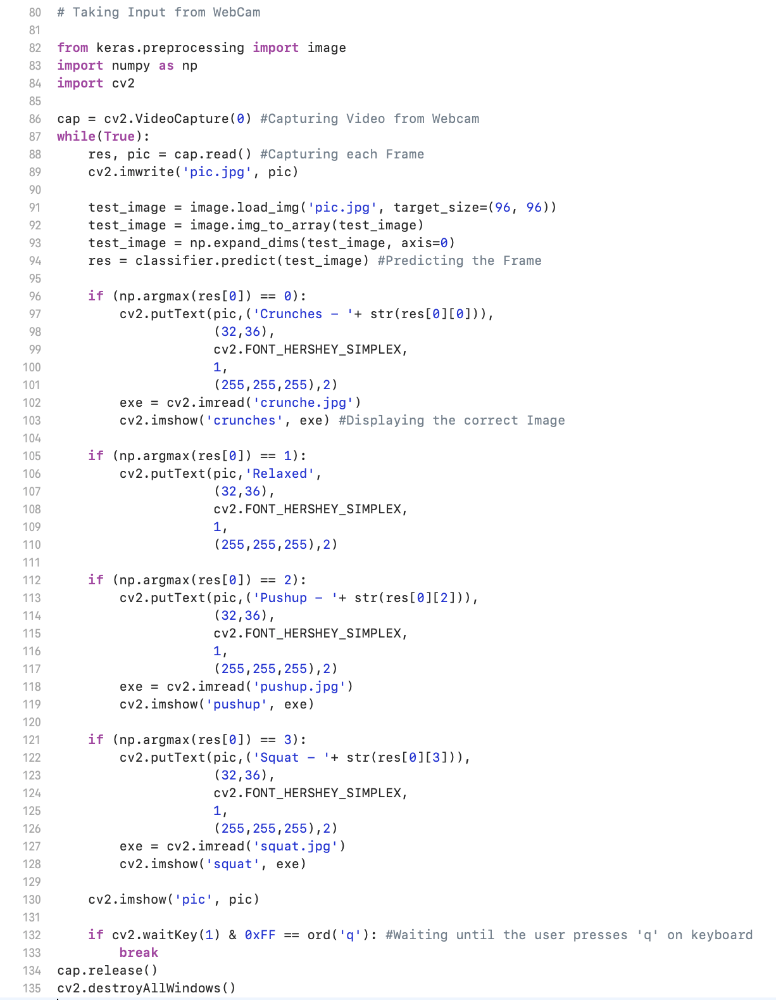 80 # Taking Input from WebCam
81
82 from keras.preprocessing import image
83 import numpy as np
84 import cv2
85
86 cap = cv2.VideoCapture(0) #Capturing Video from Webcam
87 while(True):
88     res, pic = cap.read() #Capturing each Frame
89     cv2.imwrite('pic.jpg', pic)
90
91     test_image = image.load_img('pic.jpg', target_size=(96, 96))
92     test_image = image.img_to_array(test_image)
93     test_image = np.expand_dims(test_image, axis=0)
94     res = classifier.predict(test_image) #Predicting the Frame
95
96     if (np.argmax(res[0]) == 0):
97         cv2.putText(pic,('Crunches - '+ str(res[0][0])),
98                     (32,36),
99                     cv2.FONT_HERSHEY_SIMPLEX,
100                     1,
101                     (255,255,255),2)
102         exe = cv2.imread('crunche.jpg')
103         cv2.imshow('crunches', exe) #Displaying the correct Image
104
105     if (np.argmax(res[0]) == 1):
106         cv2.putText(pic,'Relaxed',
107                     (32,36),
108                     cv2.FONT_HERSHEY_SIMPLEX,
109                     1,
110                     (255,255,255),2)
111
112     if (np.argmax(res[0]) == 2):
113         cv2.putText(pic,('Pushup - '+ str(res[0][2])),
114                     (32,36),
115                     cv2.FONT_HERSHEY_SIMPLEX,
116                     1,
117                     (255,255,255),2)
118         exe = cv2.imread('pushup.jpg')
119         cv2.imshow('pushup', exe)
120
121     if (np.argmax(res[0]) == 3):
122         cv2.putText(pic,('Squat - '+ str(res[0][3])),
123                     (32,36),
124                     cv2.FONT_HERSHEY_SIMPLEX,
125                     1,
126                     (255,255,255),2)
127         exe = cv2.imread('squat.jpg')
128         cv2.imshow('squat', exe)
129
130     cv2.imshow('pic', pic)
131
132     if cv2.waitKey(1) & 0xFF == ord('q'): #Waiting until the user presses 'q' on keyboard
133         break
134 cap.release()
135 cv2.destroyAllWindows()